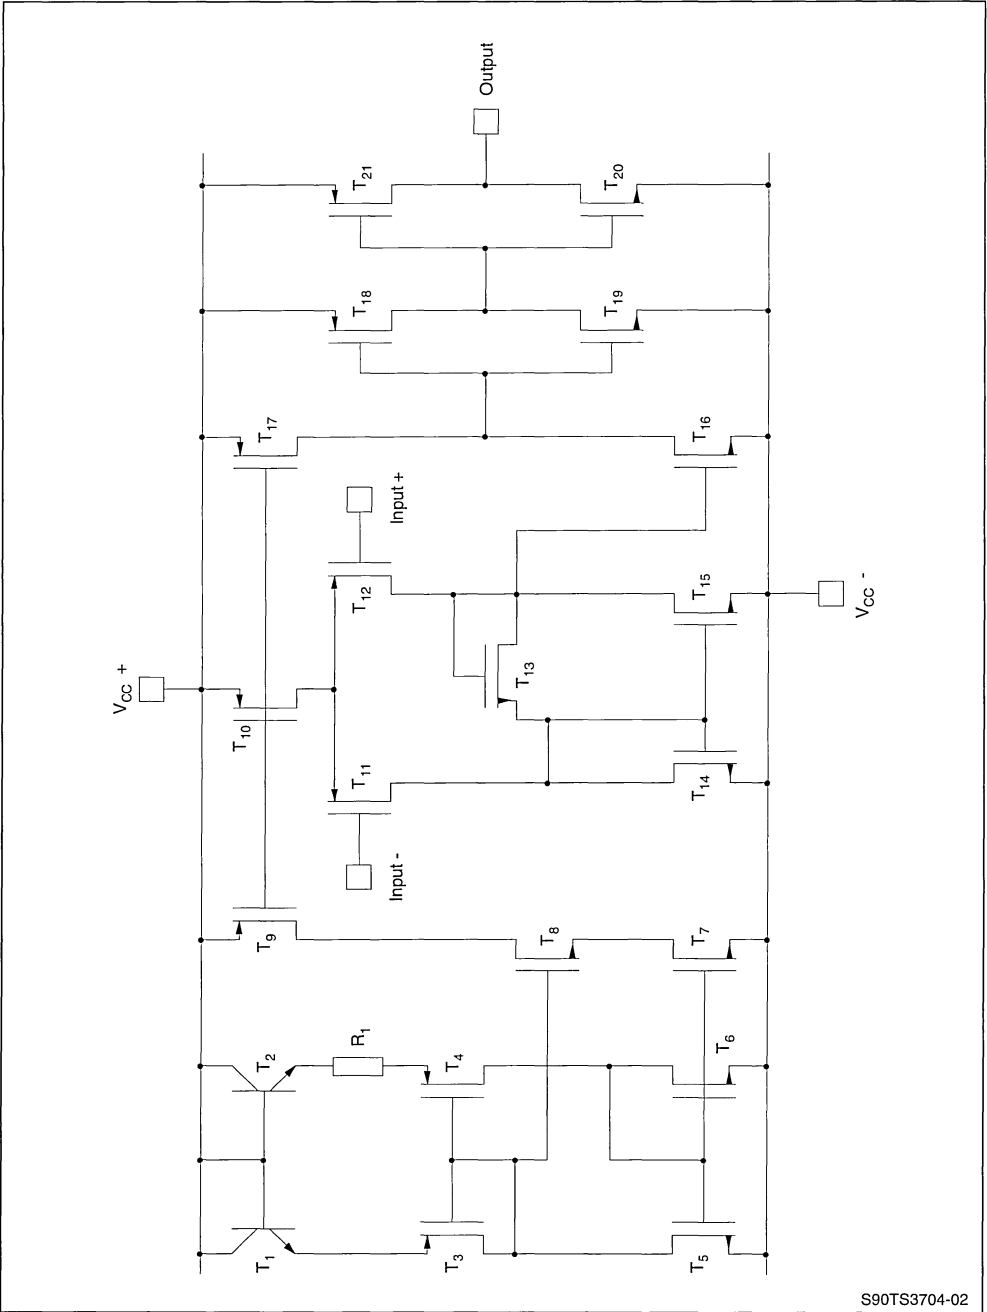 Output
T21
T20
T18
T19
T17
T16
Input +
T12
T15
VCC -
VCC +
T13
T10
T11
T14
Input -
T9
T8
T7
R1
T2
T4
T6
T1
T3
T5
S90TS3704-02